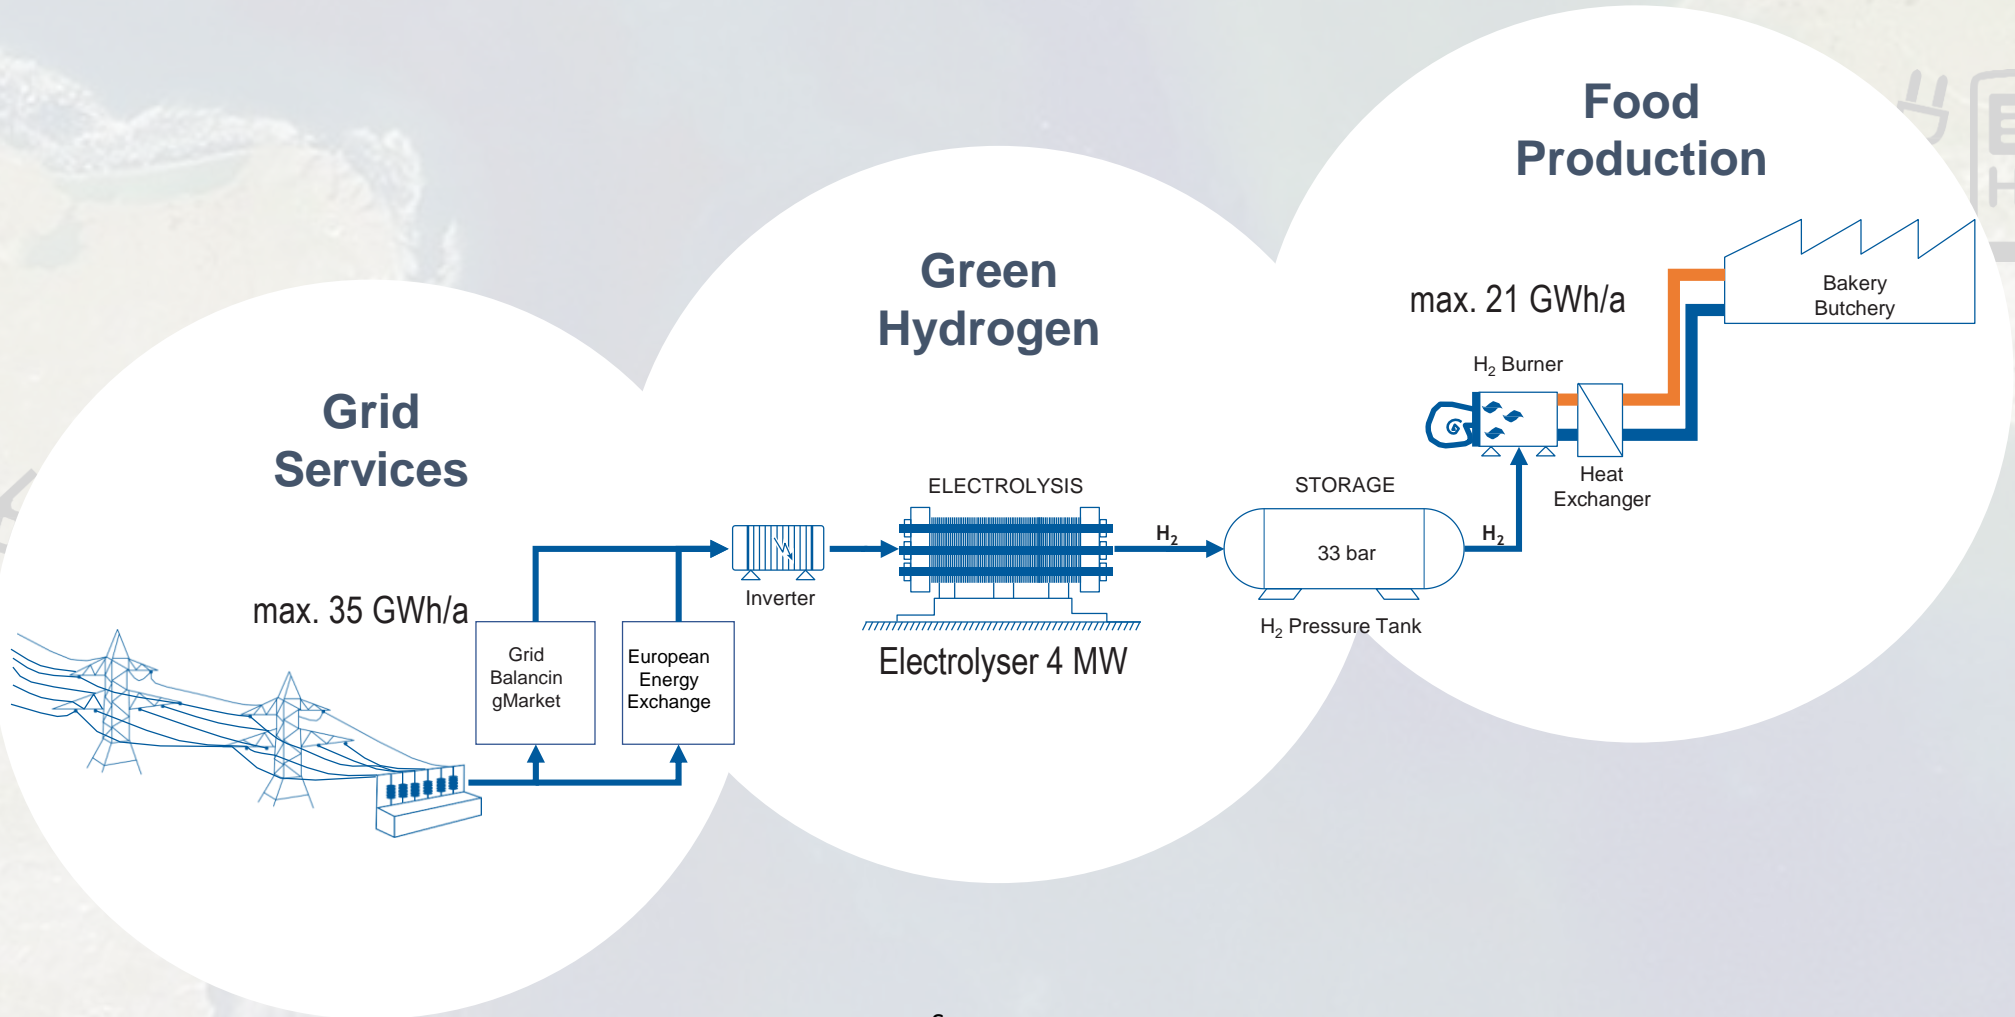 Food
Production
Green
Hydrogen
Grid
Services
max. 21 GWh/a
Bakery
Butchery
H₂ Burner
Heat
Exchanger
ELECTROLYSIS
STORAGE
H₂
H₂
33 bar
Inverter
max. 35 GWh/a
H₂ Pressure Tank
Grid
Balancin
gMarket
European
Energy
Exchange
Electrolyser 4 MW